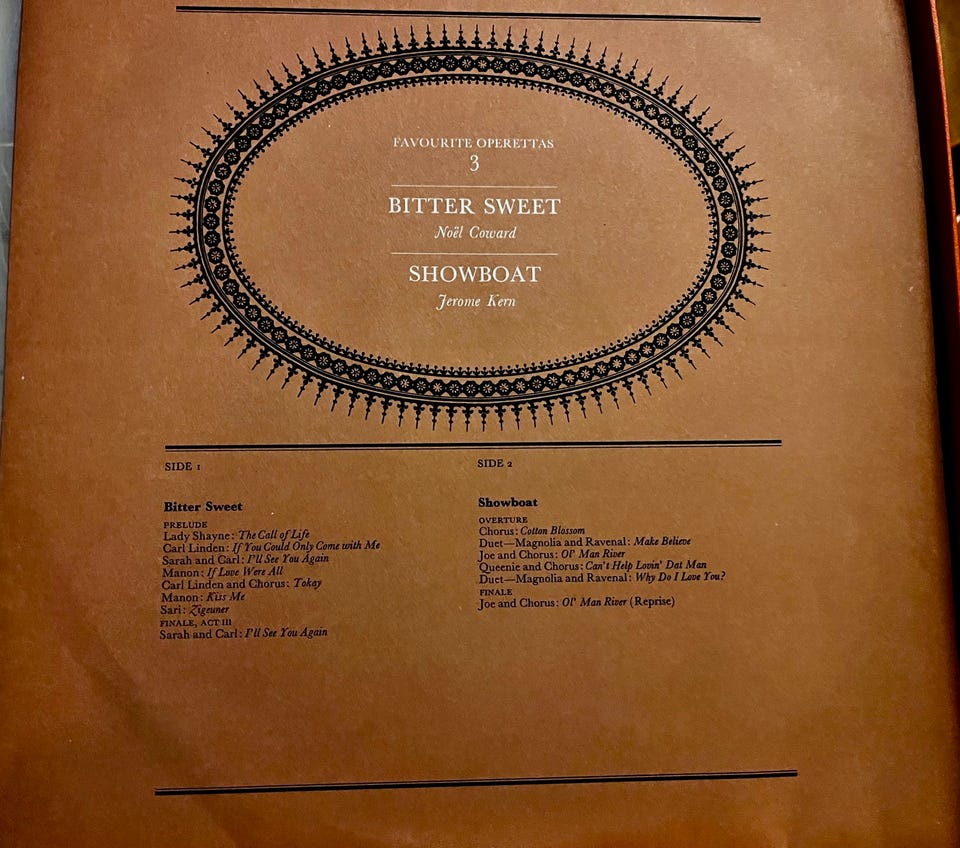 FAVOURITE OPERETTAS
3
BITTER SWEET
Noël Coward
SHOWBOAT
Jerome Kern
SIDE 1
Bitter Sweet
PRELUDE
Lady Shayne: The Call of Life
Carl Linden: If You Could Only Come with Me
Sarah and Carl: I'll See You Again
Manon: If Love Were All
Carl Linden and Chorus: Tokay
Manon: Kiss Me
Sari: Zigeuner
FINALE, ACT III
Sarah and Carl: I'll See You Again
SIDE 2
Showboat
OVERTURE
Chorus: Cotton Blossom
Duet—Magnolia and Ravenal: Make Believe
Joe and Chorus: Ol' Man River
Queenie and Chorus: Can't Help Lovin' Dat Man
Duet—Magnolia and Ravenal: Why Do I Love You?
FINALE
Joe and Chorus: Ol' Man River (Reprise)